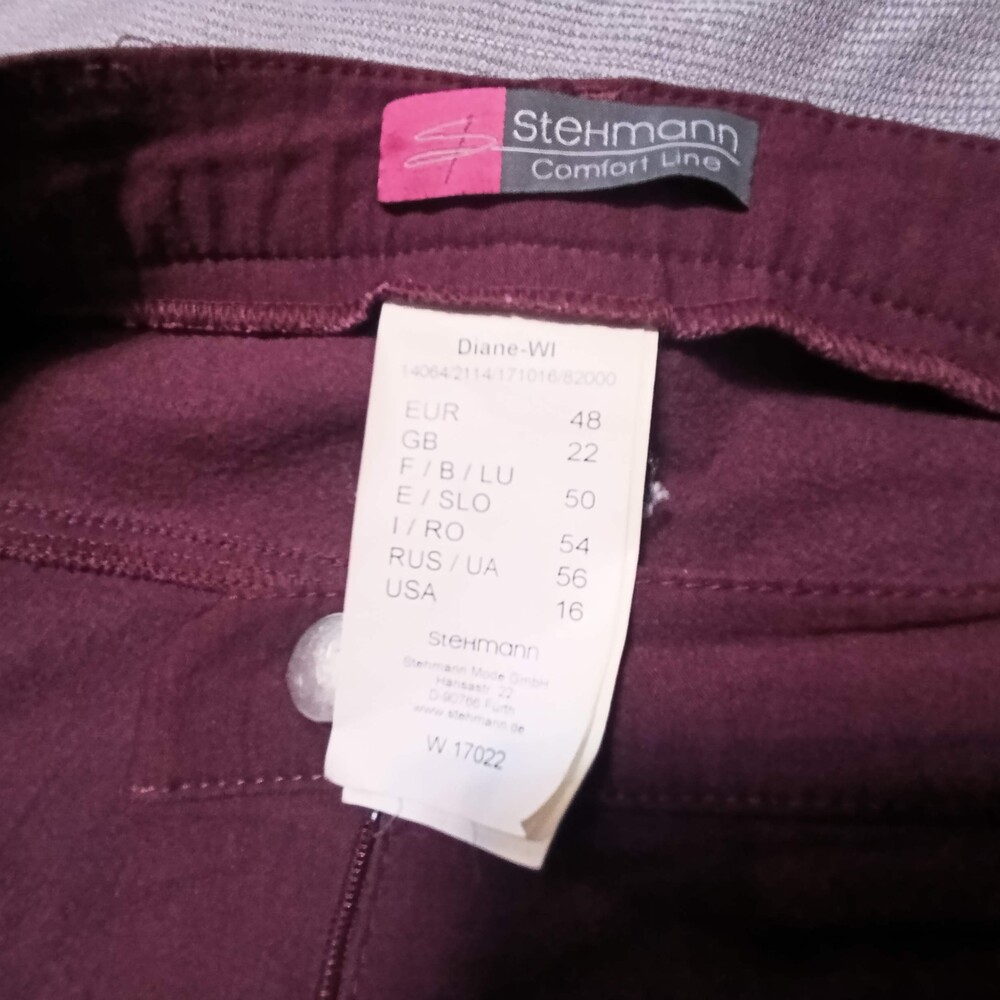 Stehmann
Comfort Line
Diane-WI
14064/2114/171016/82000
EUR 48
GB 22
F / B / LU
E / SLO 50
I / RO 54
RUS / UA 56
USA 16
Stehmann
Stehmann Mode GmbH
Hansastr. 22
D-90766 Fürth
www.stehmann.de
W 17022